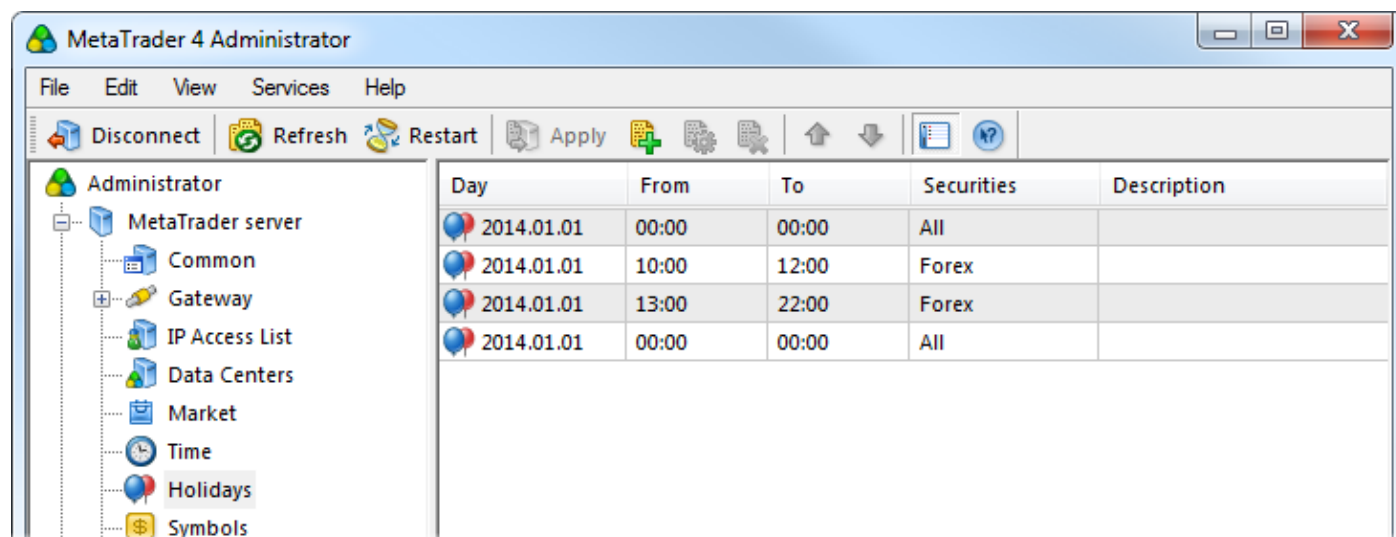 MetaTrader 4 Administrator
File Edit View Services Help
Disconnect Refresh Restart Apply
Administrator
MetaTrader server
Common
Gateway
IP Access List
Data Centers
Market
Time
Holidays
Symbols
Day From To Securities Description
2014.01.01 00:00 00:00 All
2014.01.01 10:00 12:00 Forex
2014.01.01 13:00 22:00 Forex
2014.01.01 00:00 00:00 All